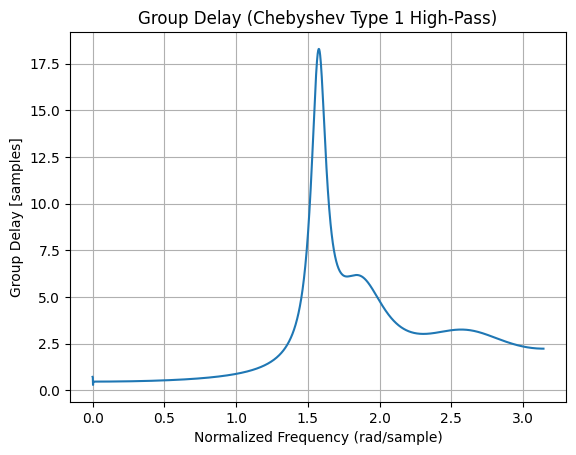 Group Delay (Chebyshev Type 1 High-Pass)
Group Delay [samples]
17.5
15.0
12.5
10.0
7.5
5.0
2.5
0.0
0.0 0.5 1.0 1.5 2.0 2.5 3.0
Normalized Frequency (rad/sample)